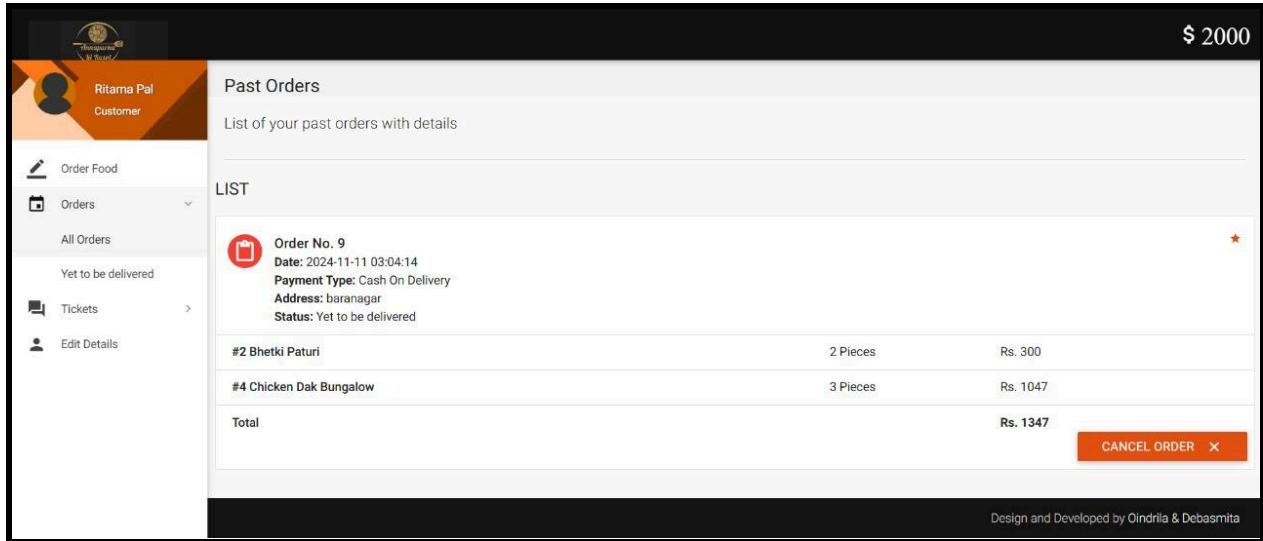 Annapurna
$ 2000
Ritama Pal
Customer
Order Food
Orders
All Orders
Yet to be delivered
Tickets
Edit Details
Past Orders
List of your past orders with details
LIST
Order No. 9
Date: 2024-11-11 03:04:14
Payment Type: Cash On Delivery
Address: baranagar
Status: Yet to be delivered
#2 Bhetki Paturi 2 Pieces Rs. 300
#4 Chicken Dak Bungalow 3 Pieces Rs. 1047
Total Rs. 1347
CANCEL ORDER
Design and Developed by Oindrila & Debasmita